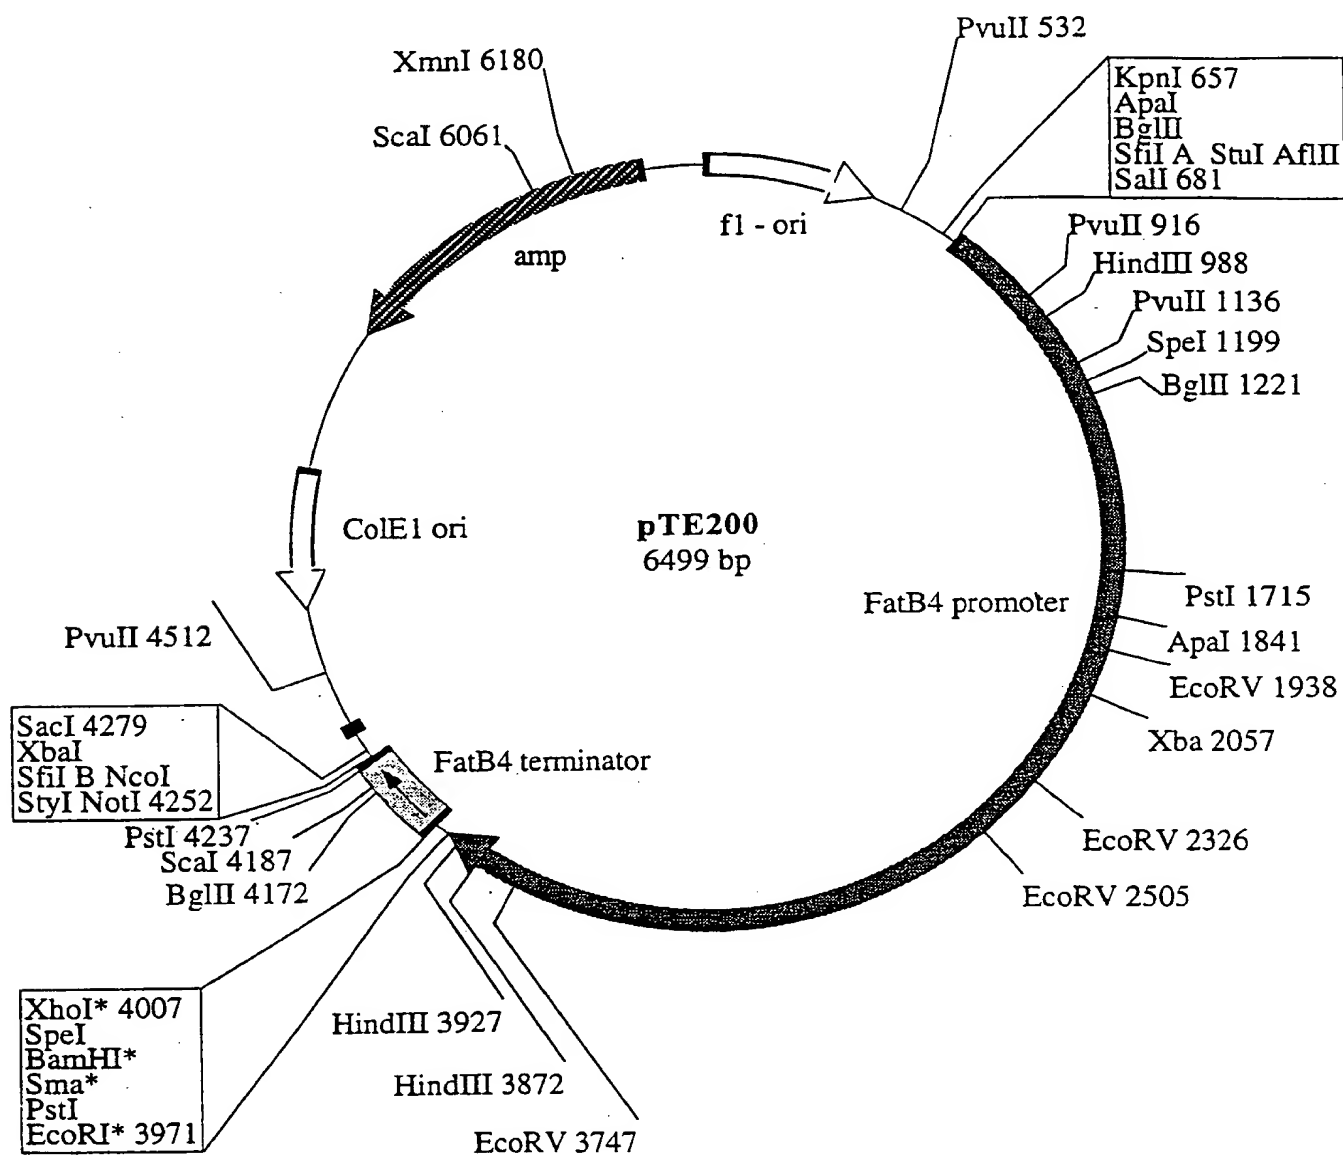 PvuII 532
XmnI 6180
KpnI 657
ApaI
BglII
SfiI A StuI AflII
SalI 681
ScaI 6061
f1 - ori
PvuII 916
amp
HindIII 988
PvuII 1136
SpeI 1199
BglII 1221
ColE1 ori
pTE200
6499 bp
FatB4 promoter
PstI 1715
PvuII 4512
ApaI 1841
EcoRV 1938
SacI 4279
XbaI
SfiI B NcoI
StyI NotI 4252
Xba 2057
FatB4 terminator
PstI 4237
ScaI 4187
BglII 4172
EcoRV 2326
EcoRV 2505
XhoI* 4007
SpeI
BamHI*
Sma*
PstI
EcoRI* 3971
HindIII 3927
HindIII 3872
EcoRV 3747